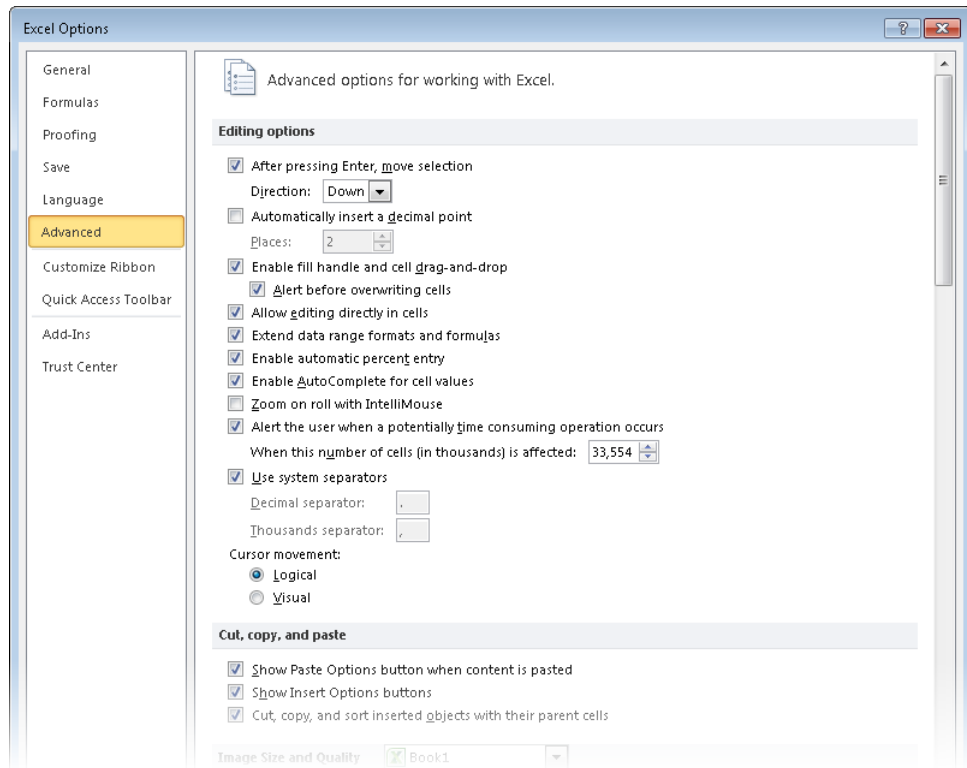 Excel Options
General
Formulas
Proofing
Save
Language
Advanced
Customize Ribbon
Quick Access Toolbar
Add-Ins
Trust Center
Advanced options for working with Excel.
Editing options
After pressing Enter, move selection
Direction: Down
Automatically insert a decimal point
Places: 2
Enable fill handle and cell drag-and-drop
Alert before overwriting cells
Allow editing directly in cells
Extend data range formats and formulas
Enable automatic percent entry
Enable AutoComplete for cell values
Zoom on roll with IntelliMouse
Alert the user when a potentially time consuming operation occurs
When this number of cells (in thousands) is affected: 33,554
Use system separators
Decimal separator: .
Thousands separator: ,
Cursor movement:
Logical
Visual
Cut, copy, and paste
Show Paste Options button when content is pasted
Show Insert Options buttons
Cut, copy, and sort inserted objects with their parent cells
Image Size and Quality Book1